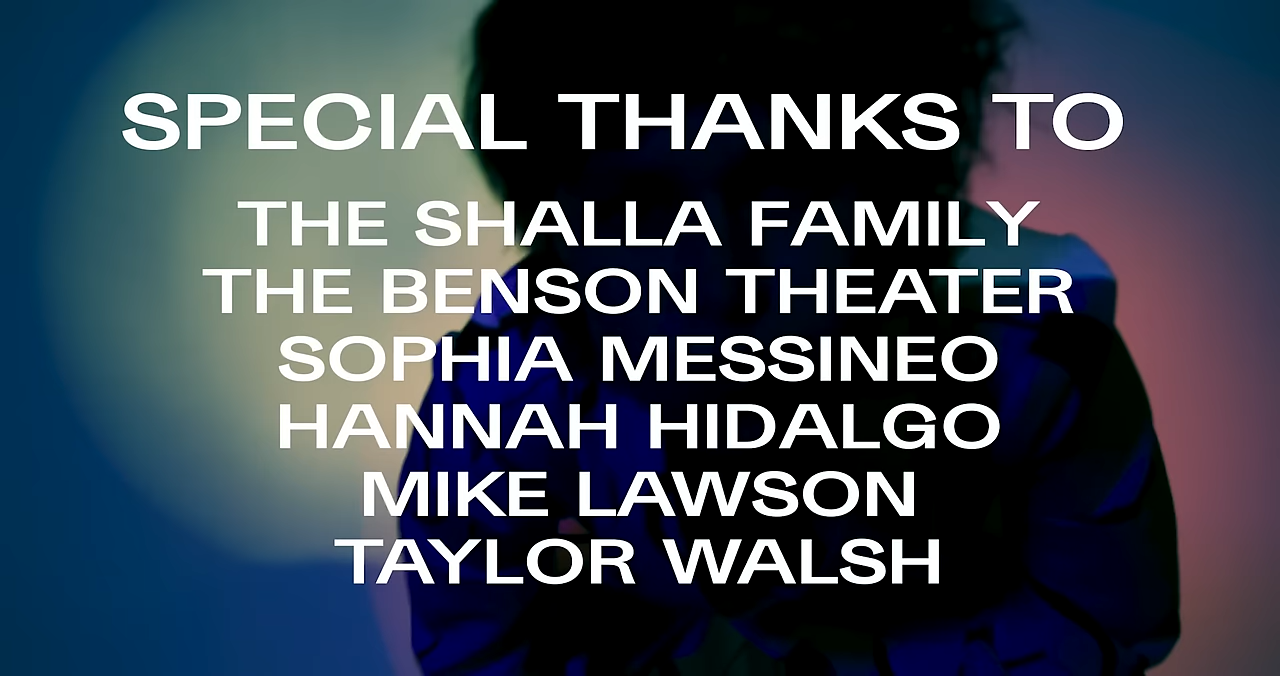 SPECIAL THANKS TO
THE SHALLA FAMILY
THE BENSON THEATER
SOPHIA MESSINEO
HANNAH HIDALGO
MIKE LAWSON
TAYLOR WALSH